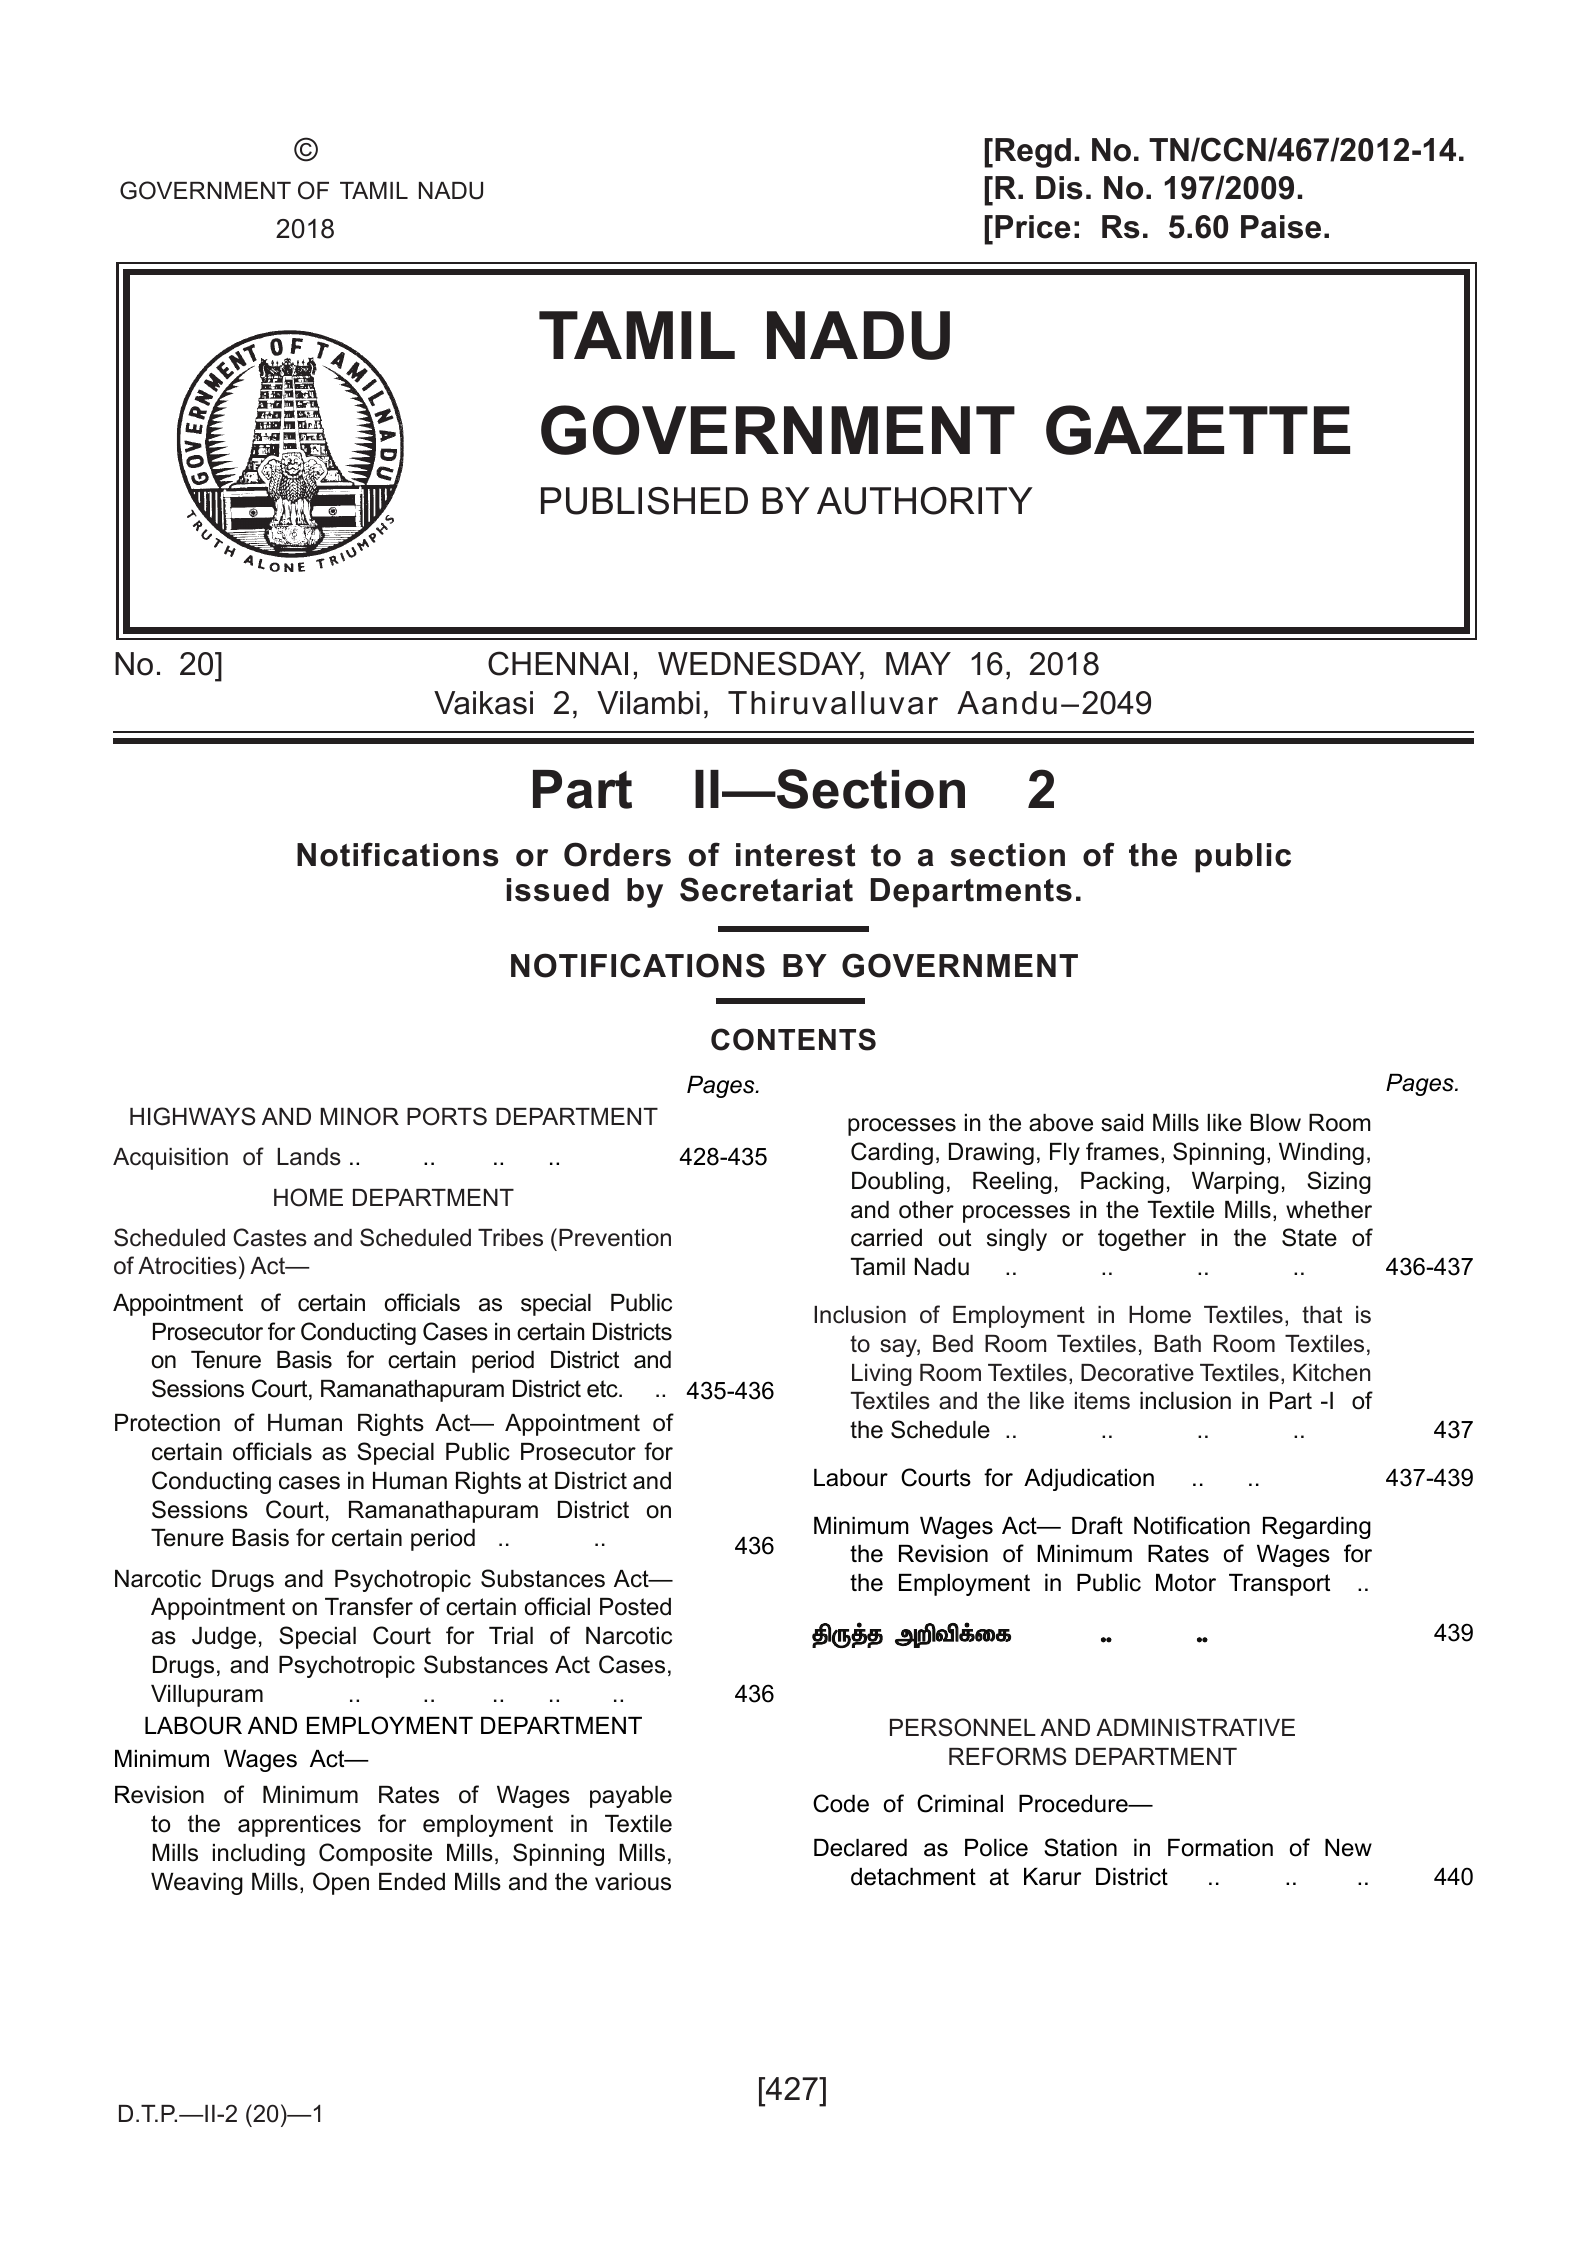 ©
GOVERNMENT OF TAMIL NADU
2018
[Regd. No. TN/CCN/467/2012-14.
[R. Dis. No. 197/2009.
[Price: Rs. 5.60 Paise.
GOVERNMENT OF TAMILNADU
TRUTH ALONE TRIUMPHS
TAMIL NADU
GOVERNMENT GAZETTE
PUBLISHED BY AUTHORITY
No. 20]
CHENNAI, WEDNESDAY, MAY 16, 2018
Vaikasi 2, Vilambi, Thiruvalluvar Aandu–2049
Part II—Section 2
Notifications or Orders of interest to a section of the public
issued by Secretariat Departments.
NOTIFICATIONS BY GOVERNMENT
CONTENTS
Pages.
HIGHWAYS AND MINOR PORTS DEPARTMENT
Acquisition of Lands .. .. .. .. 428-435
HOME DEPARTMENT
Scheduled Castes and Scheduled Tribes (Prevention
of Atrocities) Act—
Appointment of certain officials as special Public
Prosecutor for Conducting Cases in certain Districts
on Tenure Basis for certain period District and
Sessions Court, Ramanathapuram District etc. .. 435-436
Protection of Human Rights Act— Appointment of
certain officials as Special Public Prosecutor for
Conducting cases in Human Rights at District and
Sessions Court, Ramanathapuram District on
Tenure Basis for certain period .. .. 436
Narcotic Drugs and Psychotropic Substances Act—
Appointment on Transfer of certain official Posted
as Judge, Special Court for Trial of Narcotic
Drugs, and Psychotropic Substances Act Cases,
Villupuram .. .. .. .. .. 436
LABOUR AND EMPLOYMENT DEPARTMENT
Minimum Wages Act—
Revision of Minimum Rates of Wages payable
to the apprentices for employment in Textile
Mills including Composite Mills, Spinning Mills,
Weaving Mills, Open Ended Mills and the various
Pages.
processes in the above said Mills like Blow Room
Carding, Drawing, Fly frames, Spinning, Winding,
Doubling, Reeling, Packing, Warping, Sizing
and other processes in the Textile Mills, whether
carried out singly or together in the State of
Tamil Nadu .. .. .. .. 436-437
Inclusion of Employment in Home Textiles, that is
to say, Bed Room Textiles, Bath Room Textiles,
Living Room Textiles, Decorative Textiles, Kitchen
Textiles and the like items inclusion in Part -I of
the Schedule .. .. .. .. 437
Labour Courts for Adjudication .. .. 437-439
Minimum Wages Act— Draft Notification Regarding
the Revision of Minimum Rates of Wages for
the Employment in Public Motor Transport ..
திருத்த அறிவிக்கை .. .. 439
PERSONNEL AND ADMINISTRATIVE
REFORMS DEPARTMENT
Code of Criminal Procedure—
Declared as Police Station in Formation of New
detachment at Karur District .. .. .. 440
[427]
D.T.P.—II-2 (20)—1